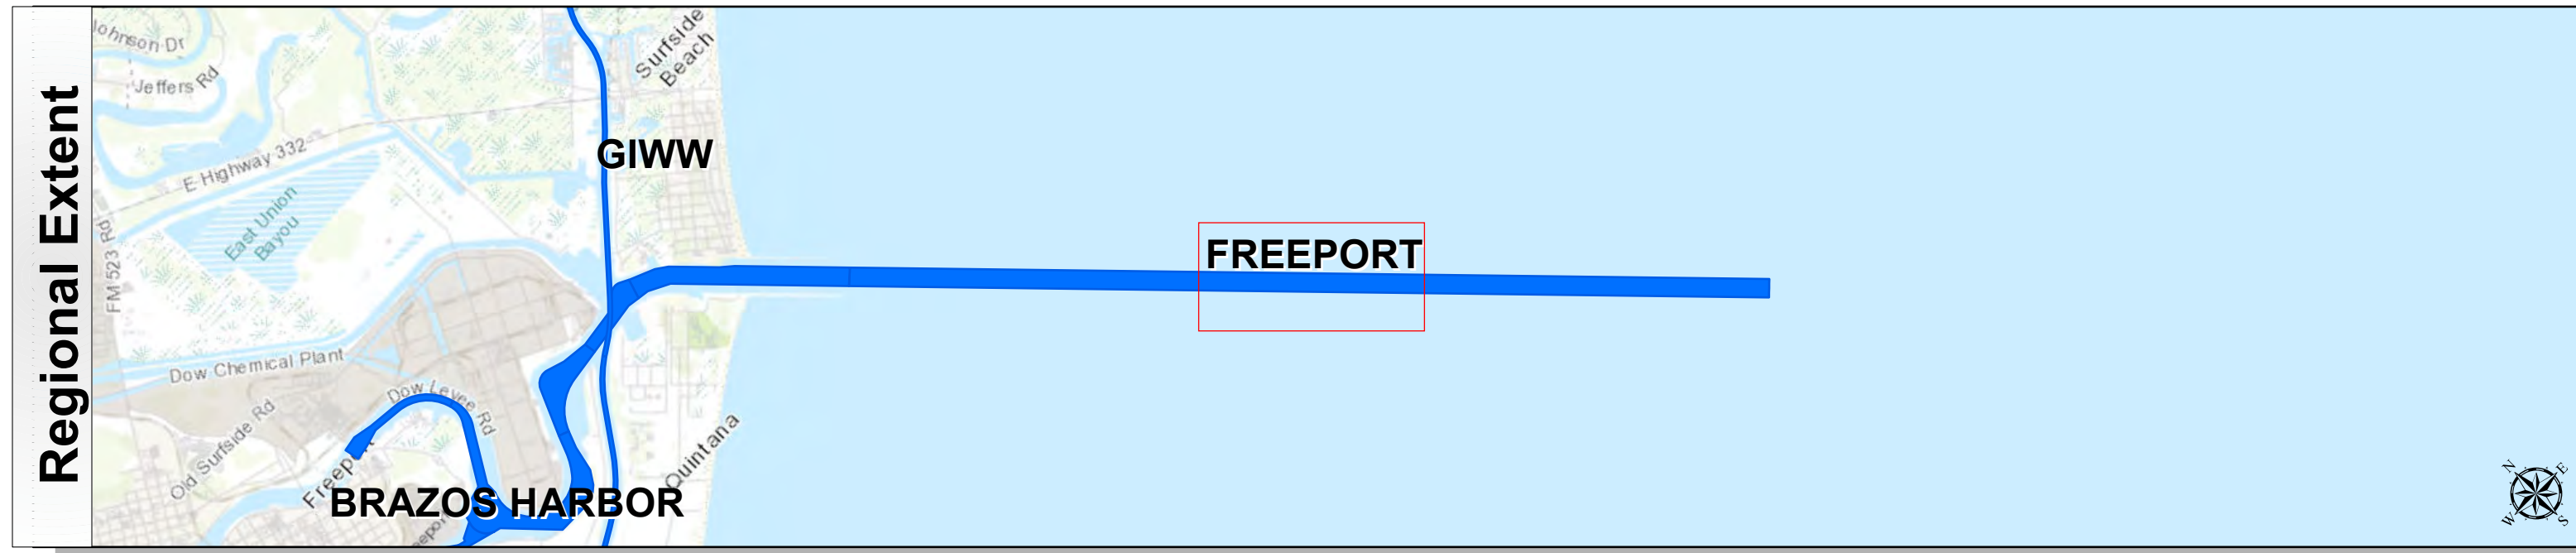 Regional Extent
Johnson Dr
Jeffers Rd
Surfside
Beach
GIWW
E Highway 332
East Union
Bayou
FM 523 Rd
FREEPORT
Dow Chemical Plant
Dow Levee Rd
Old Surfside Rd
Quintana
Freeport
BRAZOS HARBOR
N
E
W
S